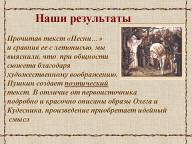 Наши результаты
Прочитав текст «Песни…»
и сравнив ее с летописью, мы
выяснили, что при общности
сюжета благодаря
художественному воображению,
Пушкин создает поэтический
текст. В отличие от первоисточника
подробно и красочно описаны образы Олега и
Кудесника, произведение приобретает идейный
смысл